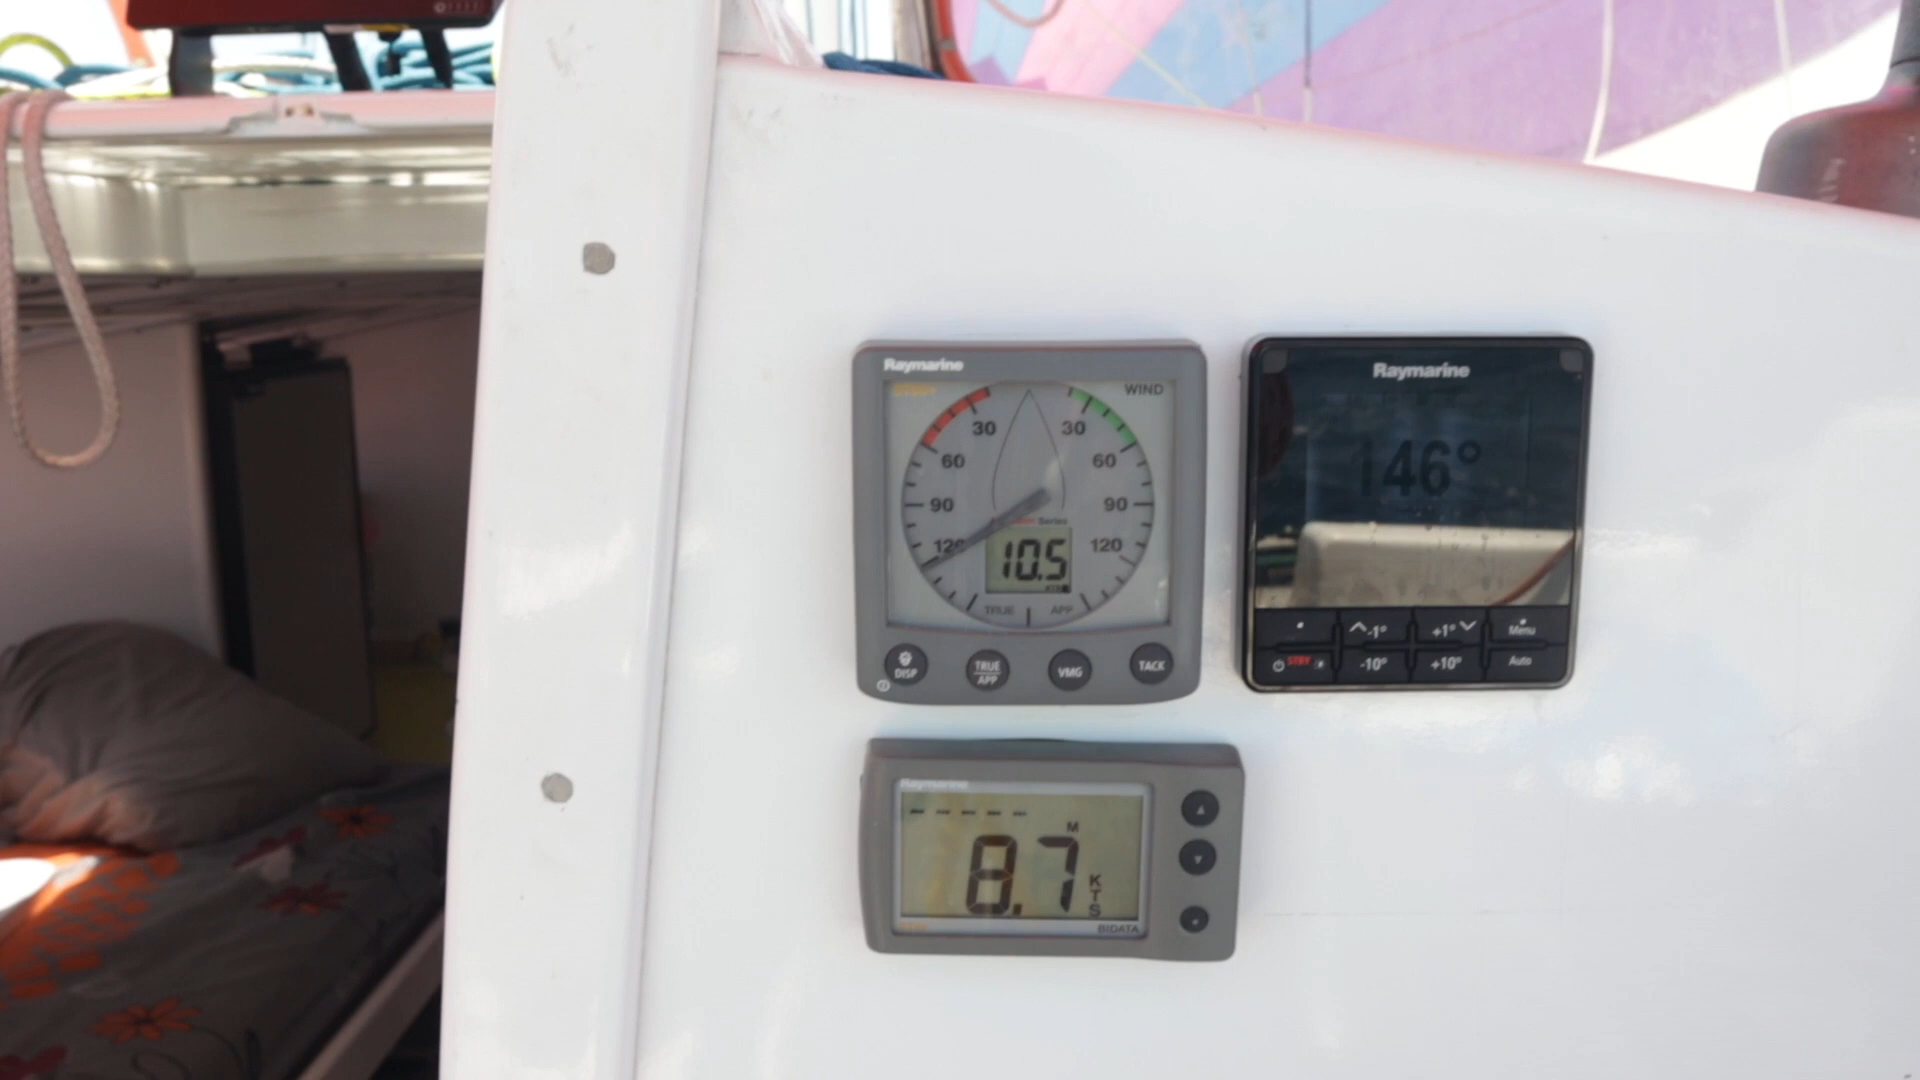 Raymarine
WIND
30 30
60 60
90 90
120 120
Series
10.5
TRUE APP
DISP
TRUE
APP
VMG
TACK
Raymarine
146°
-1° +1° Menu
STBY -10° +10° Auto
Raymarine
- - - - -
M
8.7
KTS
BIDATA